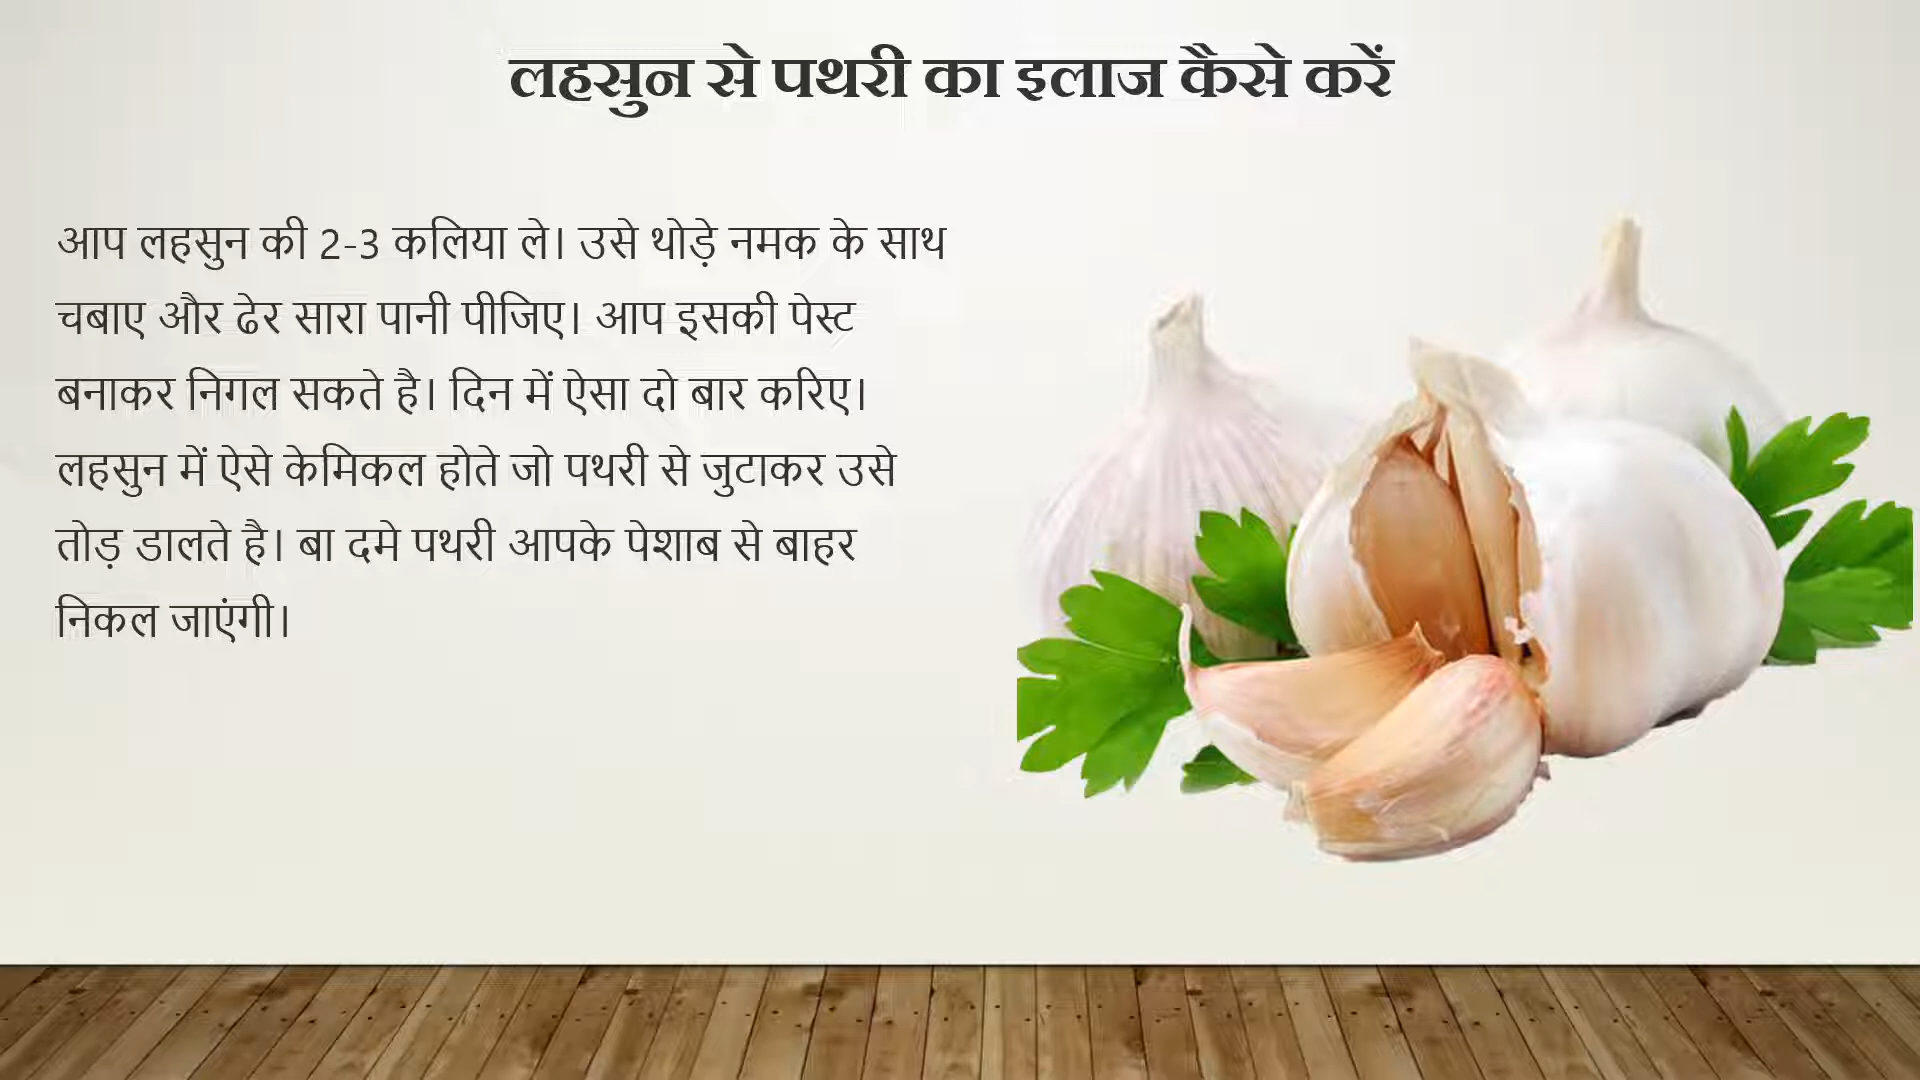 लहसुन से पथरी का इलाज कैसे करें
आप लहसुन की 2-3 कलिया ले। उसे थोड़े नमक के साथ
चबाए और ढेर सारा पानी पीजिए। आप इसकी पेस्ट
बनाकर निगल सकते है। दिन में ऐसा दो बार करिए।
लहसुन में ऐसे केमिकल होते जो पथरी से जुटाकर उसे
तोड़ डालते है। बा दमे पथरी आपके पेशाब से बाहर
निकल जाएंगी।